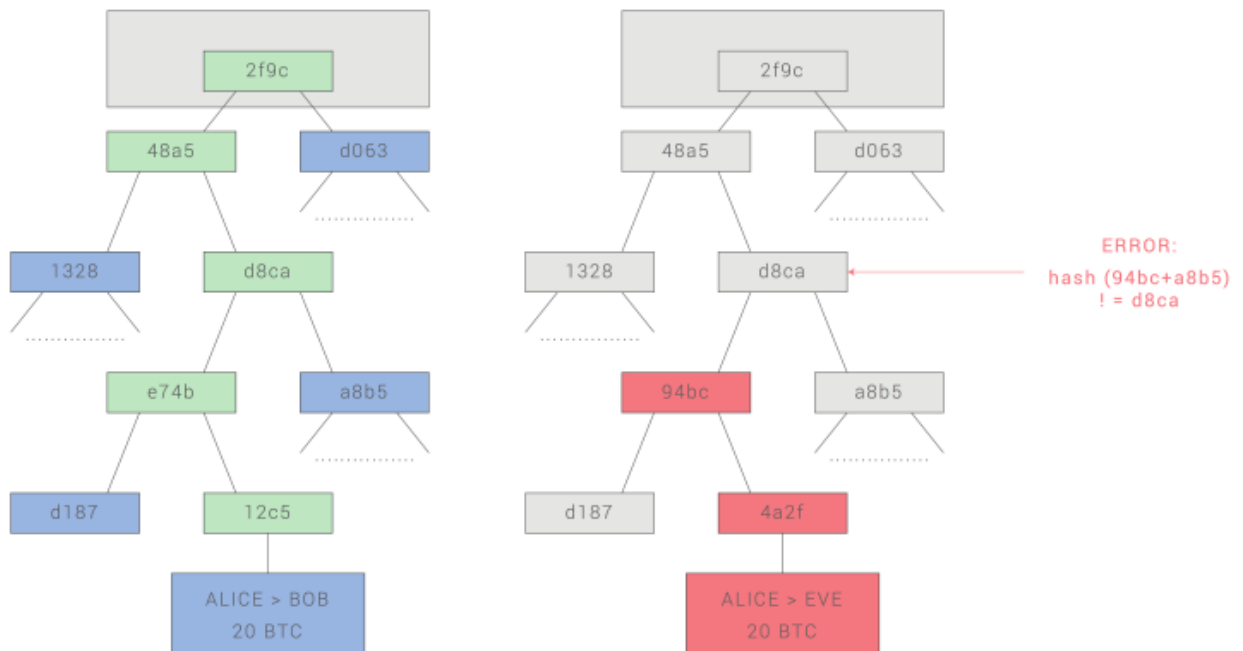 2f9c
48a5
d063
1328
d8ca
e74b
a8b5
d187
12c5
ALICE > BOB
20 BTC
2f9c
48a5
d063
1328
d8ca
94bc
a8b5
d187
4a2f
ALICE > EVE
20 BTC
ERROR:
hash (94bc+a8b5)
! = d8ca